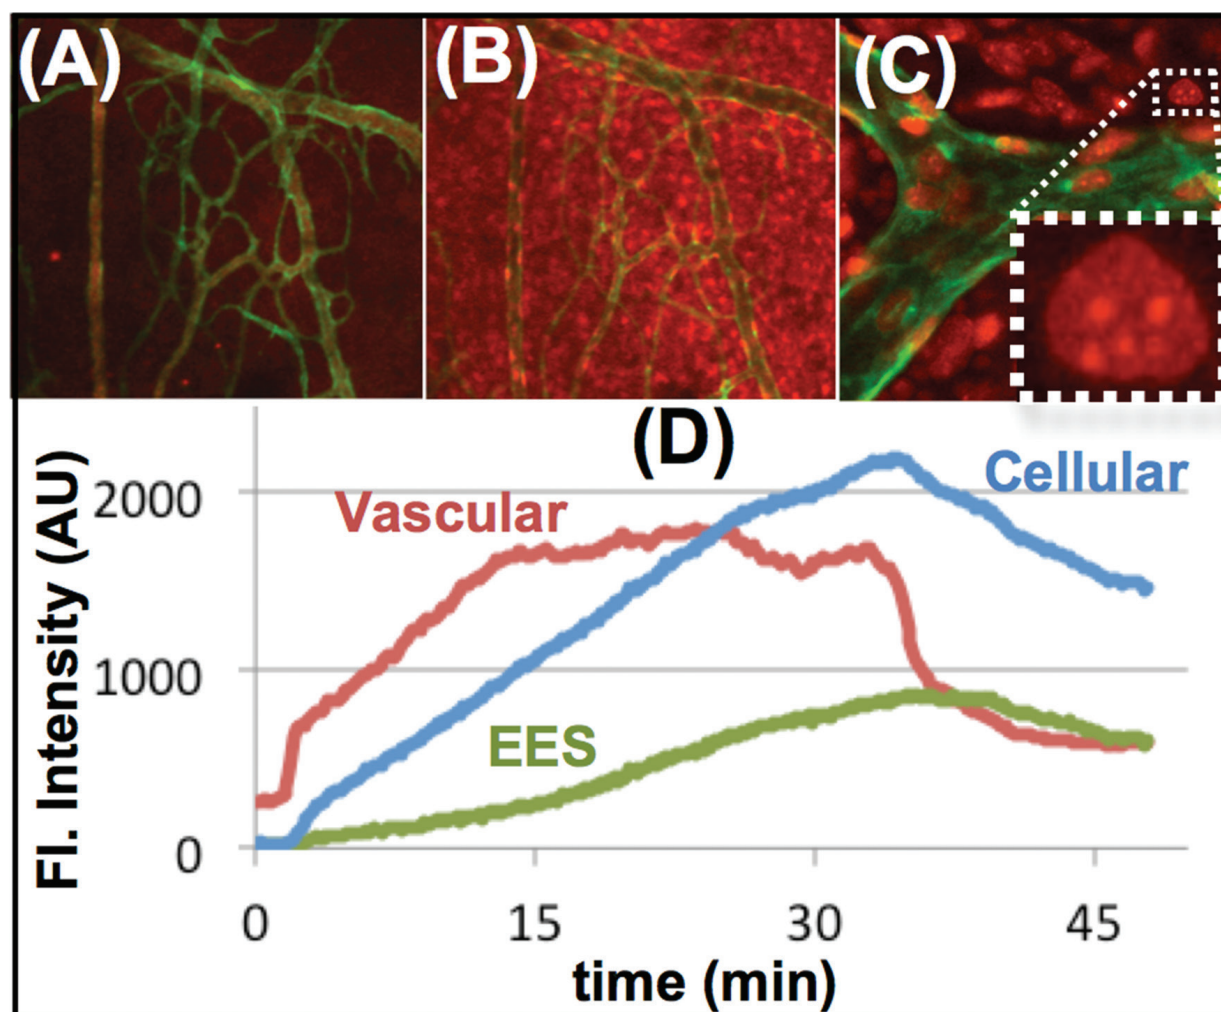 (A)
(B)
(C)
(D)
Fl. Intensity (AU)
2000
1000
0
Vascular
Cellular
EES
0 15 30 45
time (min)